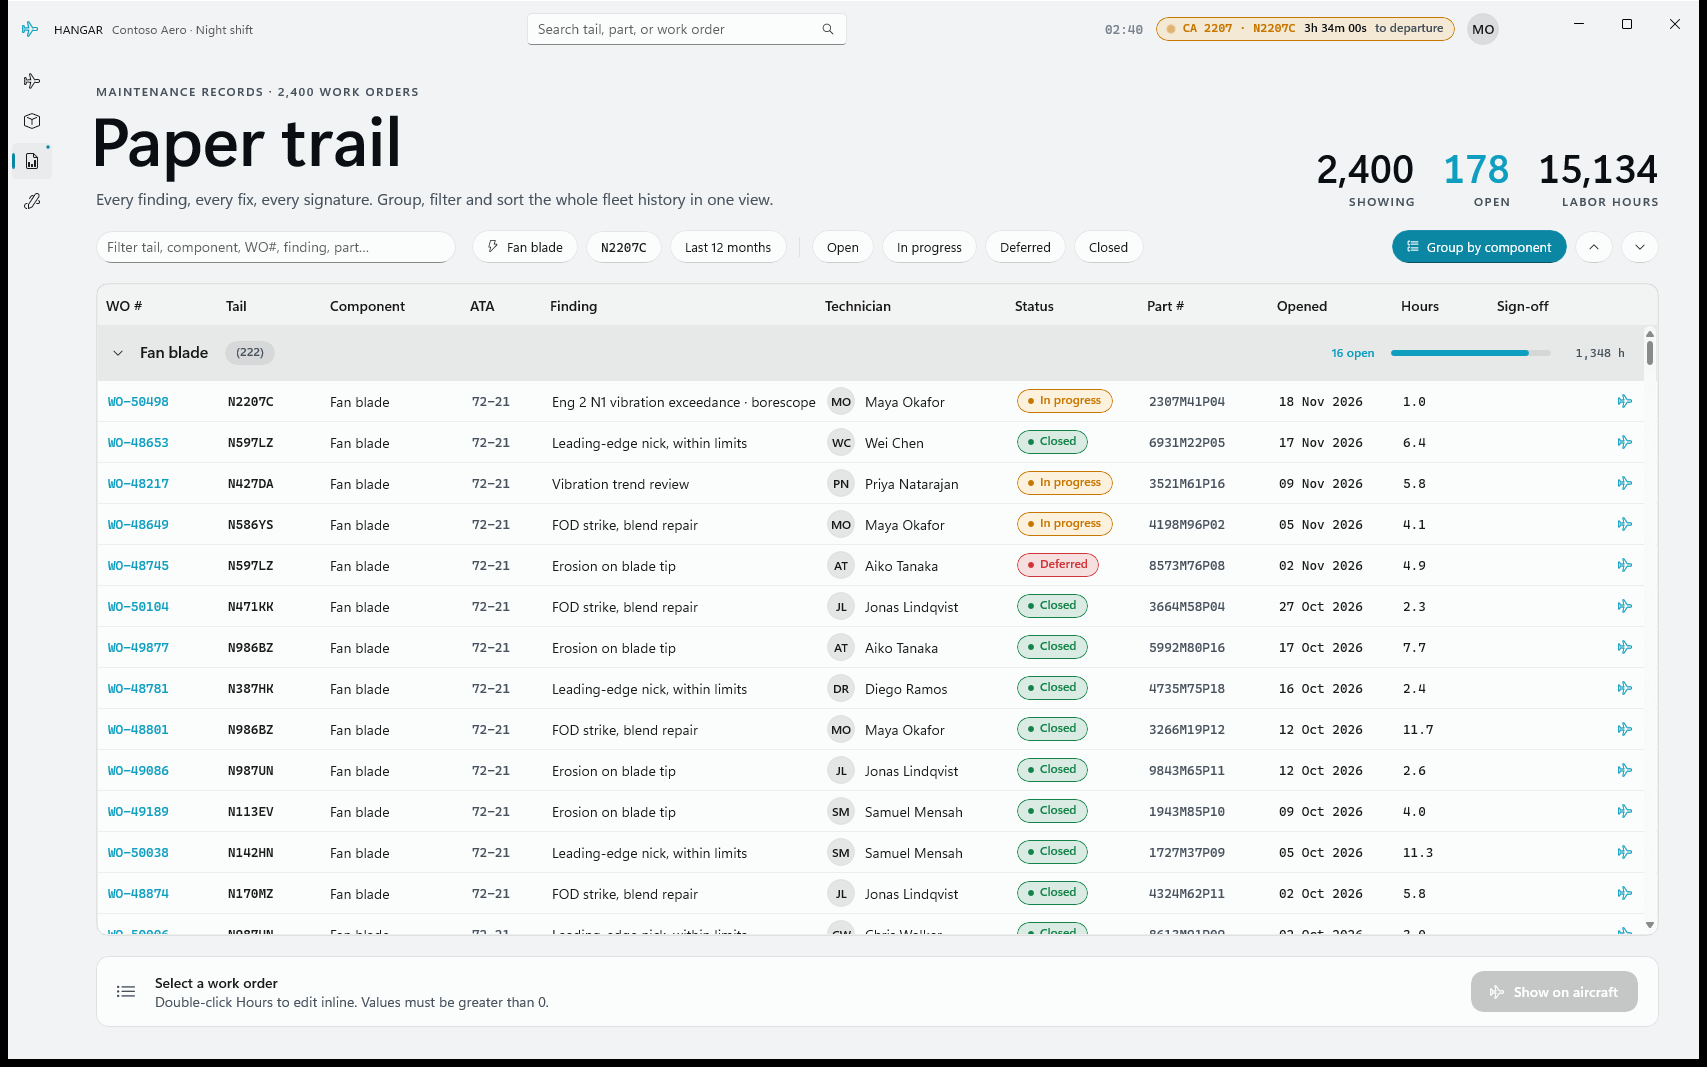 HANGAR Contoso Aero · Night shift
Search tail, part, or work order
02:40
CA 2207 · N2207C 3h 34m 00s to departure
MO
MAINTENANCE RECORDS · 2,400 WORK ORDERS
Paper trail
Every finding, every fix, every signature. Group, filter and sort the whole fleet history in one view.
2,400 178 15,134
SHOWING OPEN LABOR HOURS
Filter tail, component, WO#, finding, part... Fan blade N2207C Last 12 months Open In progress Deferred Closed Group by component
WO # Tail Component ATA Finding Technician Status Part # Opened Hours Sign-off
Fan blade (222) 16 open 1,348 h
WO-50498 N2207C Fan blade 72-21 Eng 2 N1 vibration exceedance · borescope MO Maya Okafor In progress 2307M41P04 18 Nov 2026 1.0
WO-48653 N597LZ Fan blade 72-21 Leading-edge nick, within limits WC Wei Chen Closed 6931M22P05 17 Nov 2026 6.4
WO-48217 N427DA Fan blade 72-21 Vibration trend review PN Priya Natarajan In progress 3521M61P16 09 Nov 2026 5.8
WO-48649 N586YS Fan blade 72-21 FOD strike, blend repair MO Maya Okafor In progress 4198M96P02 05 Nov 2026 4.1
WO-48745 N597LZ Fan blade 72-21 Erosion on blade tip AT Aiko Tanaka Deferred 8573M76P08 02 Nov 2026 4.9
WO-50104 N471KK Fan blade 72-21 FOD strike, blend repair JL Jonas Lindqvist Closed 3664M58P04 27 Oct 2026 2.3
WO-49877 N986BZ Fan blade 72-21 Erosion on blade tip AT Aiko Tanaka Closed 5992M80P16 17 Oct 2026 7.7
WO-48781 N387HK Fan blade 72-21 Leading-edge nick, within limits DR Diego Ramos Closed 4735M75P18 16 Oct 2026 2.4
WO-48801 N986BZ Fan blade 72-21 FOD strike, blend repair MO Maya Okafor Closed 3266M19P12 12 Oct 2026 11.7
WO-49086 N987UN Fan blade 72-21 Erosion on blade tip JL Jonas Lindqvist Closed 9843M65P11 12 Oct 2026 2.6
WO-49189 N113EV Fan blade 72-21 Erosion on blade tip SM Samuel Mensah Closed 1943M85P10 09 Oct 2026 4.0
WO-50038 N142HN Fan blade 72-21 Leading-edge nick, within limits SM Samuel Mensah Closed 1727M37P09 05 Oct 2026 11.3
WO-48874 N170MZ Fan blade 72-21 FOD strike, blend repair JL Jonas Lindqvist Closed 4324M62P11 02 Oct 2026 5.8
Fan blade 72-21 Leading-edge nick, within limits Closed
Select a work order
Double-click Hours to edit inline. Values must be greater than 0.
Show on aircraft